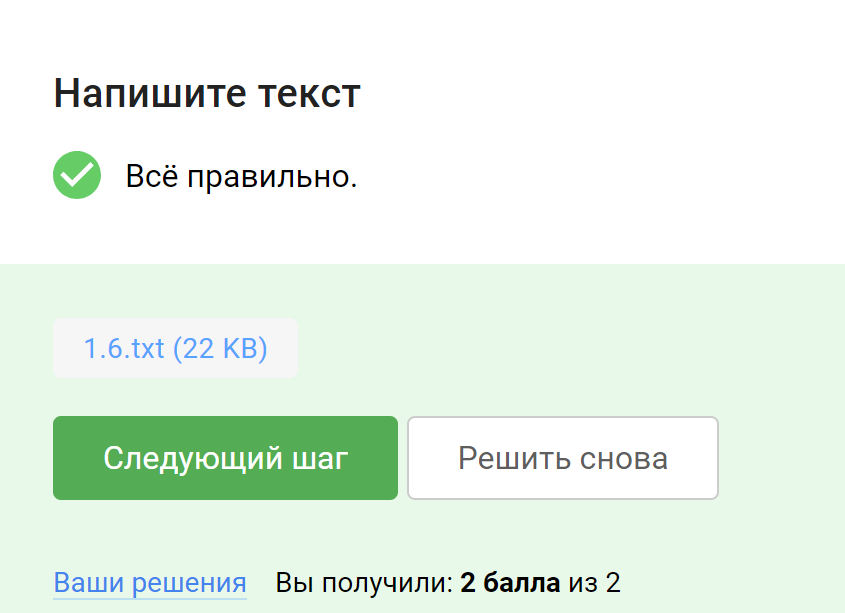 Напишите текст
Всё правильно.
1.6.txt (22 KB)
Следующий шаг
Решить снова
Ваши решения Вы получили: 2 балла из 2